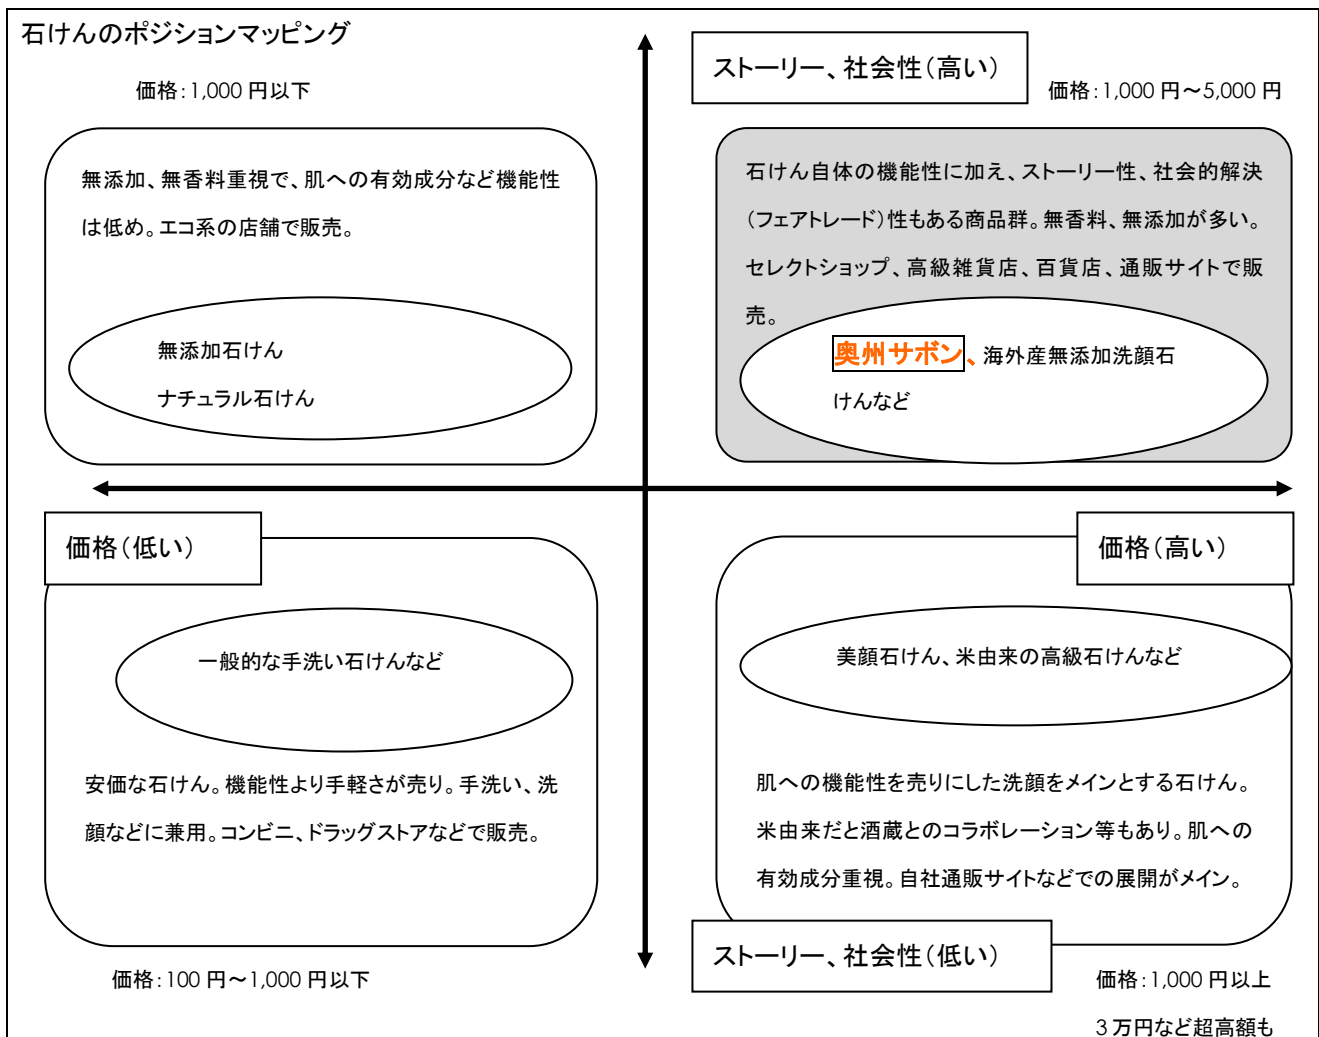 石けんのポジションマッピング
価格：1,000 円以下
ストーリー、社会性（高い）
価格：1,000 円～5,000 円
無添加、無香料重視で、肌への有効成分など機能性
は低め。エコ系の店舗で販売。
無添加石けん
ナチュラル石けん
石けん自体の機能性に加え、ストーリー性、社会的解決
（フェアトレード）性もある商品群。無香料、無添加が多い。
セレクトショップ、高級雑貨店、百貨店、通販サイトで販
売。
奥州サボン、海外産無添加洗顔石
けんなど
価格（低い）
価格（高い）
一般的な手洗い石けんなど
安価な石けん。機能性より手軽さが売り。手洗い、洗
顔などに兼用。コンビニ、ドラッグストアなどで販売。
美顔石けん、米由来の高級石けんなど
肌への機能性を売りにした洗顔をメインとする石けん。
米由来だと酒蔵とのコラボレーション等もあり。肌への
有効成分重視。自社通販サイトなどでの展開がメイン。
ストーリー、社会性（低い）
価格：100 円～1,000 円以下
価格：1,000 円以上
3 万円など超高額も